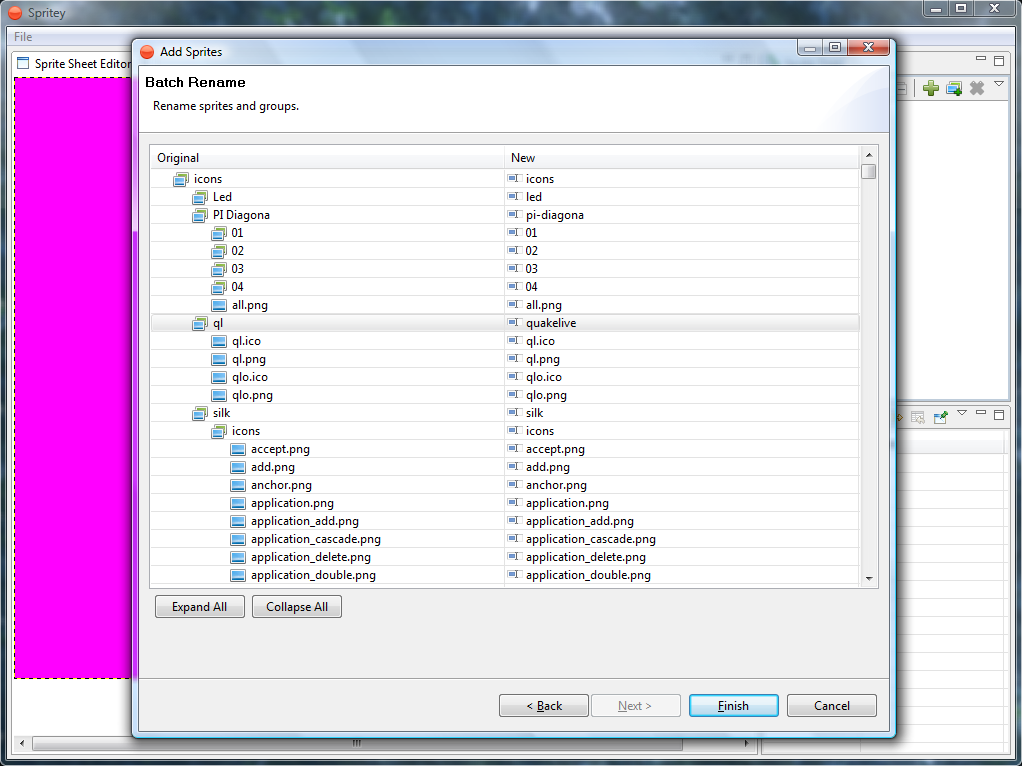 Spritey
File
Sprite Sheet Editor
Add Sprites
Batch Rename
Rename sprites and groups.
Original New
icons icons
Led led
PI Diagona pi-diagona
01 01
02 02
03 03
04 04
all.png all.png
ql quakelive
ql.ico ql.ico
ql.png ql.png
qlo.ico qlo.ico
qlo.png qlo.png
silk silk
icons icons
accept.png accept.png
add.png add.png
anchor.png anchor.png
application.png application.png
application_add.png application_add.png
application_cascade.png application_cascade.png
application_delete.png application_delete.png
application_double.png application_double.png
Expand All Collapse All
< Back Next > Finish Cancel